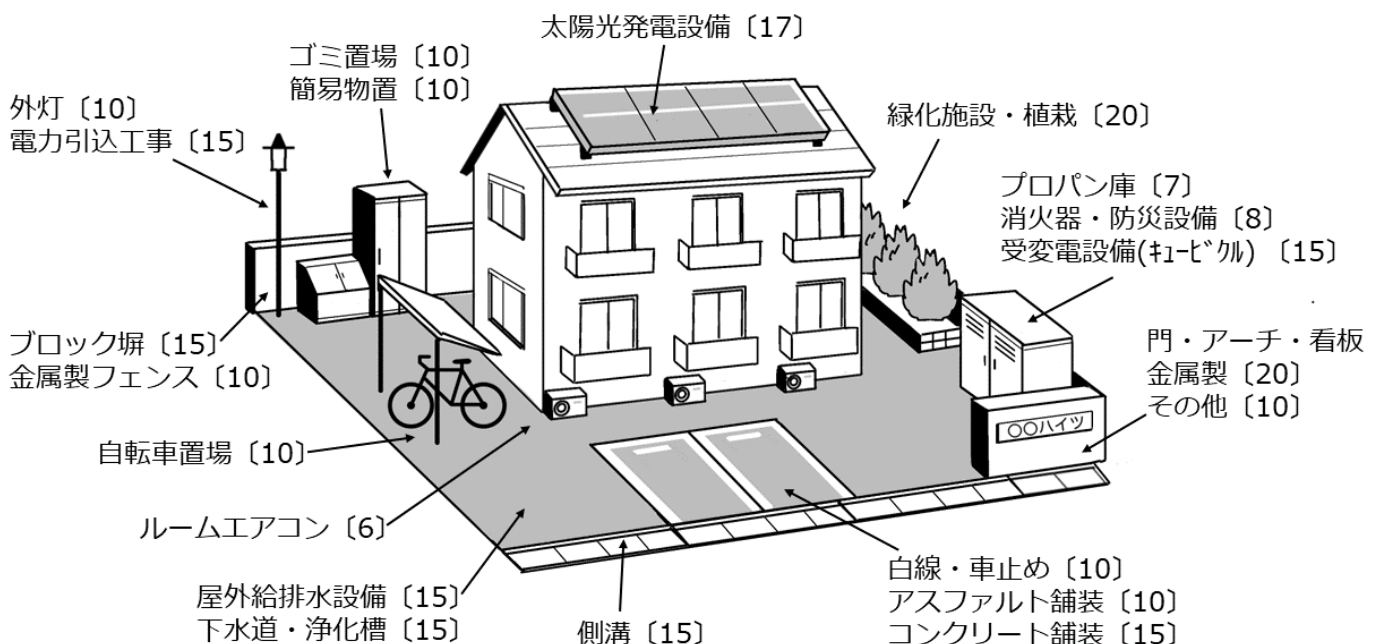 太陽光発電設備〔17〕
ゴミ置場〔10〕
簡易物置〔10〕
外灯〔10〕
電力引込工事〔15〕
緑化施設・植栽〔20〕
プロパン庫〔7〕
消火器・防災設備〔8〕
受変電設備(ｷｭｰﾋﾞｸﾙ)〔15〕
ブロック塀〔15〕
金属製フェンス〔10〕
門・アーチ・看板
金属製〔20〕
その他〔10〕
〇〇ハイツ
自転車置場〔10〕
ルームエアコン〔6〕
屋外給排水設備〔15〕
下水道・浄化槽〔15〕
側溝〔15〕
白線・車止め〔10〕
アスファルト舗装〔10〕
コンクリート舗装〔15〕